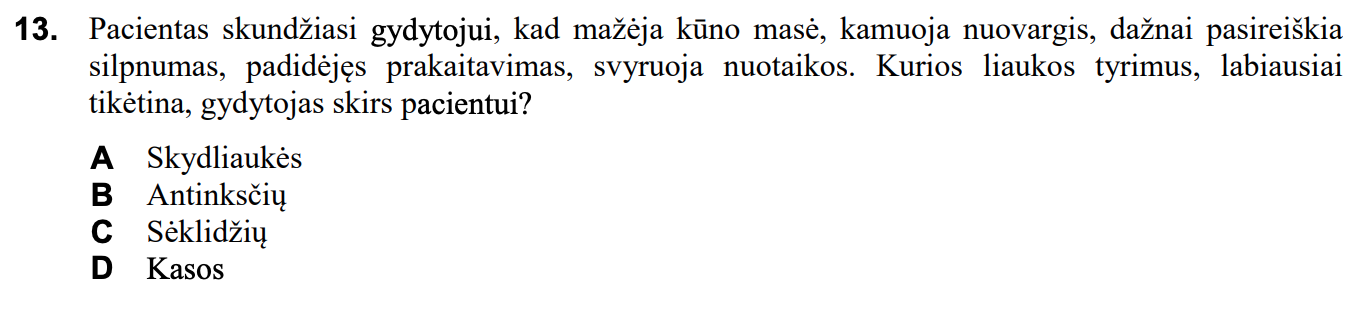 13. Pacientas skundžiasi gydytojui, kad mažėja kūno masė, kamuoja nuovargis, dažnai pasireiškia
silpnumas, padidėjęs prakaitavimas, svyruoja nuotaikos. Kurios liaukos tyrimus, labiausiai
tikėtina, gydytojas skirs pacientui?
A Skydliaukės
B Antinksčių
C Sėklidžių
D Kasos